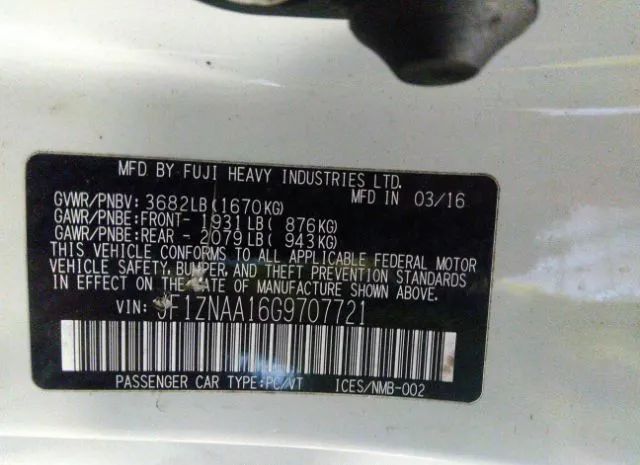 MFD BY FUJI HEAVY INDUSTRIES LTD.
GVWR/PNBV: 3682LB(1670KG) MFD IN 03/16
GAWR/PNBE:FRONT- 1931LB( 876KG)
GAWR/PNBE:REAR - 2079LB( 943KG)
THIS VEHICLE CONFORMS TO ALL APPLICABLE FEDERAL MOTOR
VEHICLE SAFETY, BUMPER, AND THEFT PREVENTION STANDARDS
IN EFFECT ON THE DATE OF MANUFACTURE SHOWN ABOVE.
VIN: JF1ZNAA16G9707721
PASSENGER CAR TYPE:PC/VT ICES/NMB-002